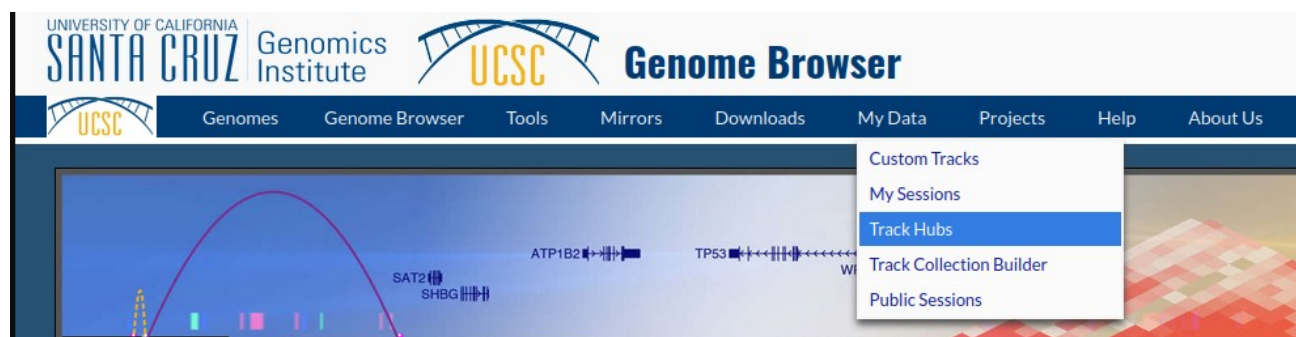 UNIVERSITY OF CALIFORNIA
SANTA CRUZ
Genomics
Institute
UCSC
Genome Browser
UCSC
Genomes Genome Browser Tools Mirrors Downloads My Data Projects Help About Us
Custom Tracks
My Sessions
Track Hubs
Track Collection Builder
Public Sessions
ATP1B2
TP53
SAT2
SHBG